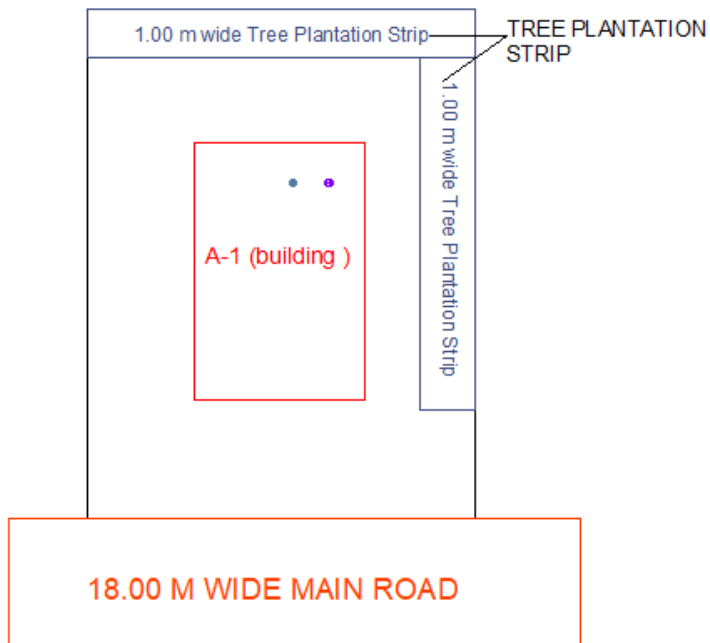 1.00 m wide Tree Plantation Strip
TREE PLANTATION
STRIP
1.00 m wide Tree Plantation Strip
A-1 (building )
18.00 M WIDE MAIN ROAD